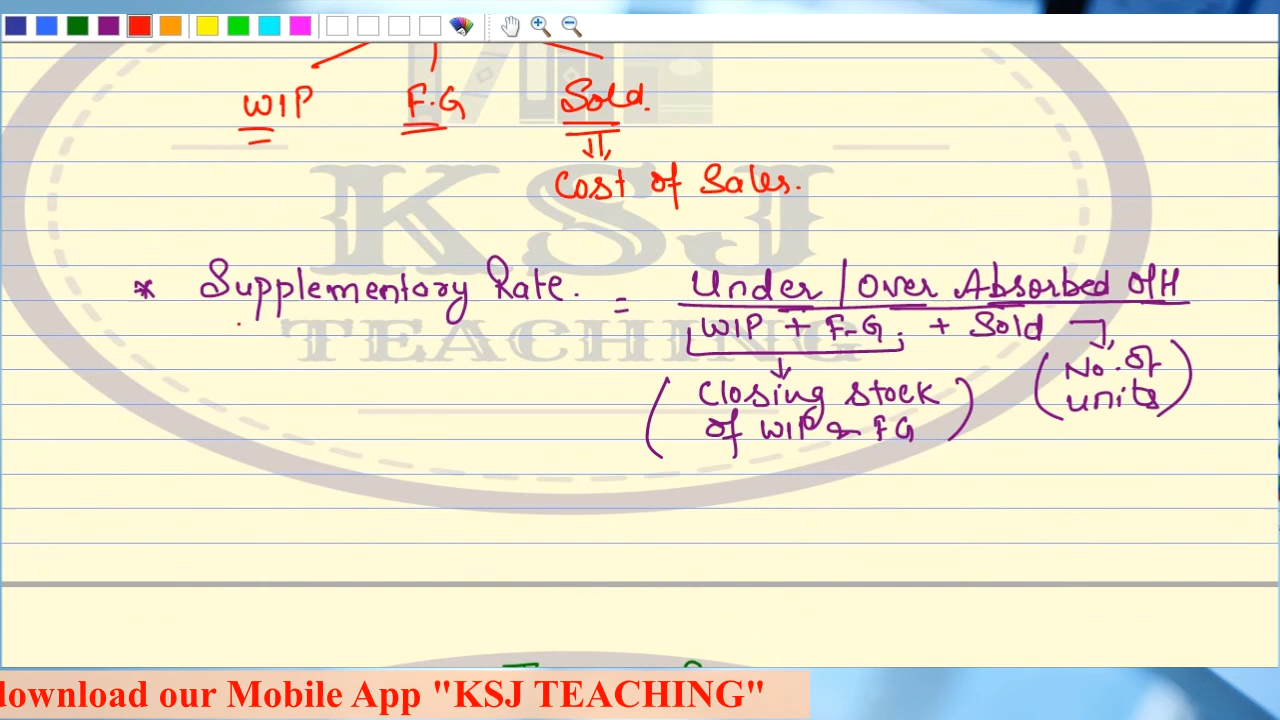 WIP F.G Sold.
Cost of Sales.
* Supplementory Rate. = Under / Over Absorbed O/H
WIP + F.G. + Sold
(No. of units)
(Closing stock
of WIP & FG)
KSJ
TEACHING
download our Mobile App "KSJ TEACHING"